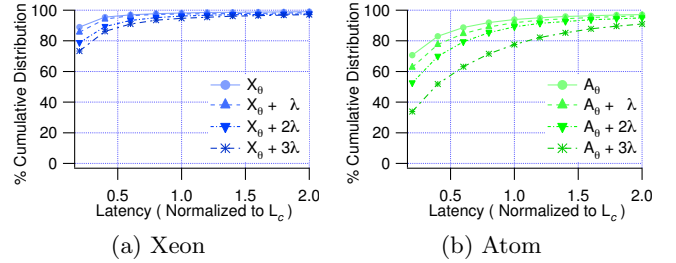 % Cumulative Distribution
100
80
60
40
20
0
X_θ
X_θ + λ
X_θ + 2λ
X_θ + 3λ
0.5 1.0 1.5 2.0
Latency ( Normalized to L_c )
(a) Xeon
% Cumulative Distribution
100
80
60
40
20
0
A_θ
A_θ + λ
A_θ + 2λ
A_θ + 3λ
0.5 1.0 1.5 2.0
Latency ( Normalized to L_c )
(b) Atom